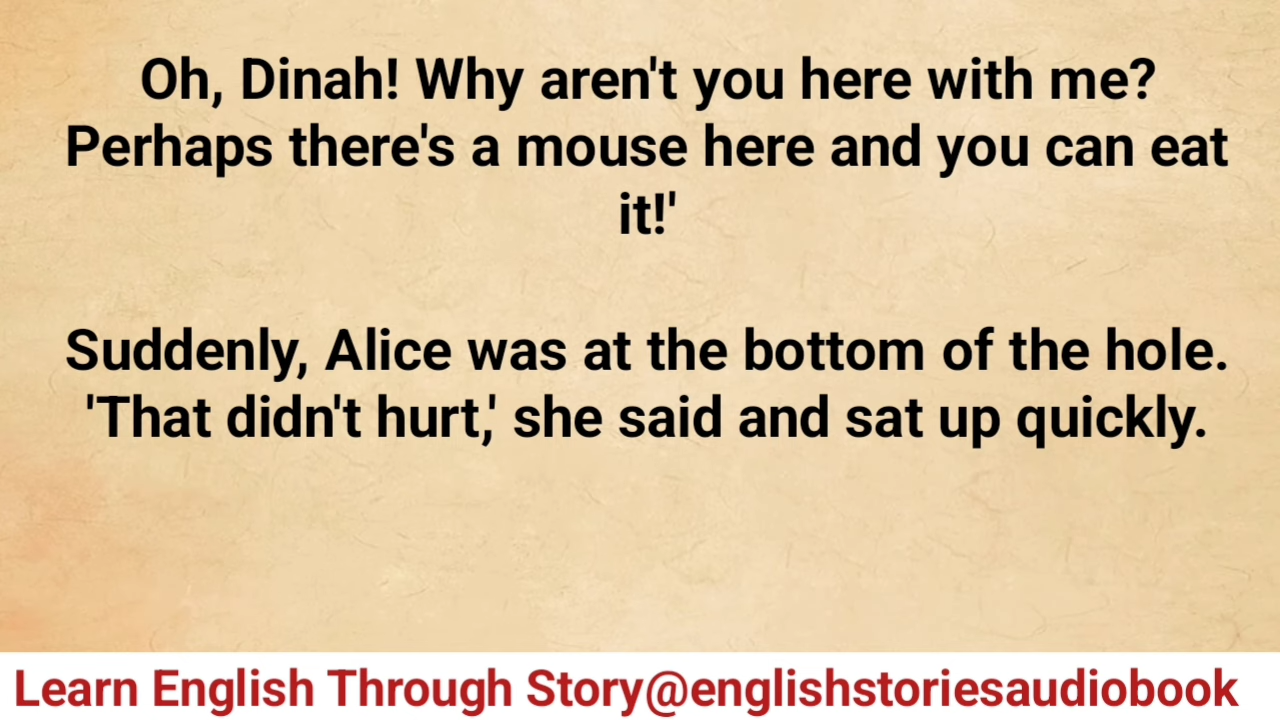 Oh, Dinah! Why aren't you here with me?
Perhaps there's a mouse here and you can eat
it!'
Suddenly, Alice was at the bottom of the hole.
'That didn't hurt,' she said and sat up quickly.
Learn English Through Story@englishstoriesaudiobook